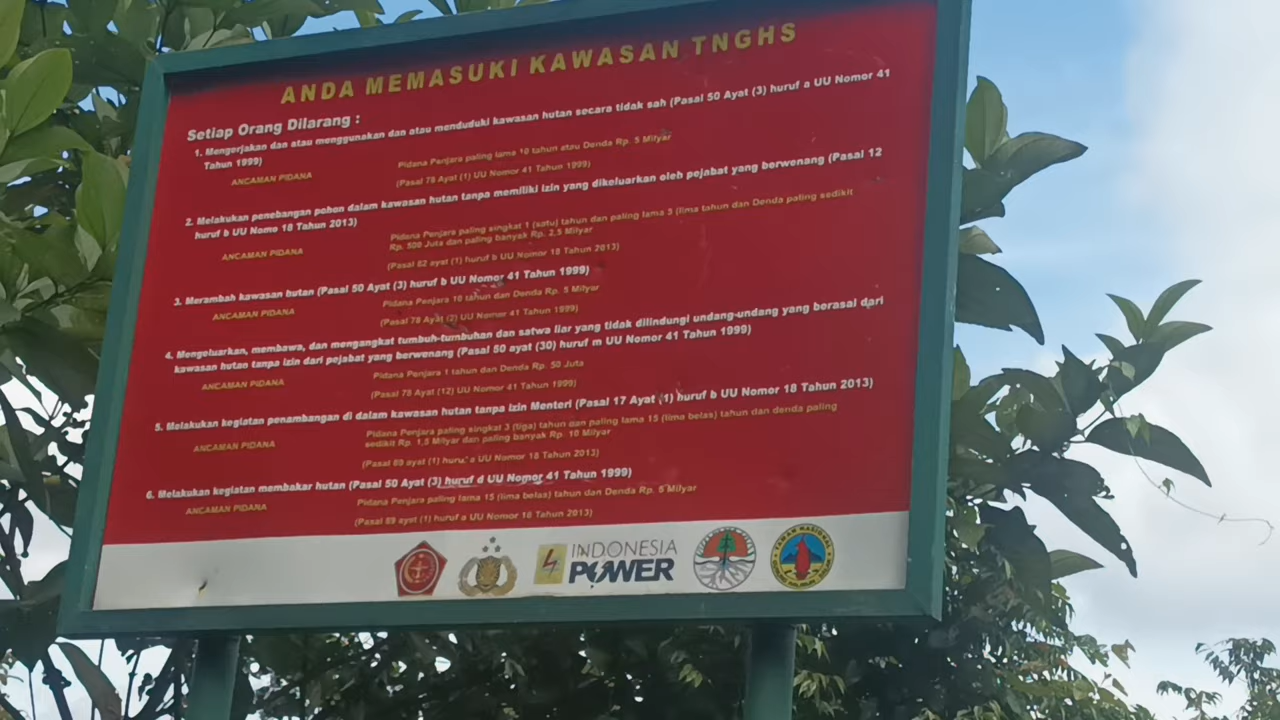 ANDA MEMASUKI KAWASAN TNGHS
Setiap Orang Dilarang :
1. Mengerjakan dan atau menggunakan dan atau menduduki kawasan hutan secara tidak sah (Pasal 50 Ayat (3) huruf a UU Nomor 41
Tahun 1999)
ANCAMAN PIDANA
Pidana Penjara paling lama 10 tahun atau Denda Rp. 5 Milyar
(Pasal 78 Ayat (1) UU Nomor 41 Tahun 1999)
2. Melakukan penebangan pohon dalam kawasan hutan tanpa memiliki izin yang dikeluarkan oleh pejabat yang berwenang (Pasal 12
huruf b UU Nomo 18 Tahun 2013)
ANCAMAN PIDANA
Pidana Penjara paling singkat 1 (satu) tahun dan paling lama 5 (lima tahun dan Denda paling sedikit
Rp. 500 Juta dan paling banyak Rp. 2,5 Milyar
(Pasal 82 ayat (1) huruf b UU Nomor 18 Tahun 2013)
3. Merambah kawasan hutan (Pasal 50 Ayat (3) huruf b UU Nomor 41 Tahun 1999)
ANCAMAN PIDANA
Pidana Penjara 10 tahun dan Denda Rp. 5 Milyar
(Pasal 78 Ayat (2) UU Nomor 41 Tahun 1999)
4. Mengeluarkan, membawa, dan mengangkat tumbuh-tumbuhan dan satwa liar yang tidak dilindungi undang-undang yang berasal dari
kawasan hutan tanpa izin dari pejabat yang berwenang (Pasal 50 ayat (30) huruf m UU Nomor 41 Tahun 1999)
ANCAMAN PIDANA
Pidana Penjara 1 tahun dan Denda Rp. 50 Juta
(Pasal 78 Ayat (12) UU Nomor 41 Tahun 1999)
5. Melakukan kegiatan penambangan di dalam kawasan hutan tanpa izin Menteri (Pasal 17 Ayat (1) huruf b UU Nomor 18 Tahun 2013)
ANCAMAN PIDANA
Pidana Penjara paling singkat 3 (tiga) tahun dan paling lama 15 (lima belas) tahun dan denda paling
sedikit Rp. 1,5 Milyar dan paling banyak Rp. 10 Milyar
(Pasal 89 ayat (1) huruf a UU Nomor 18 Tahun 2013)
6. Melakukan kegiatan membakar hutan (Pasal 50 Ayat (3) huruf d UU Nomor 41 Tahun 1999)
ANCAMAN PIDANA
Pidana Penjara paling lama 15 (lima belas) tahun dan Denda Rp. 5 Milyar
(Pasal 89 ayat (1) huruf a UU Nomor 18 Tahun 2013)
INDONESIA
POWER
TAMAN NASIONAL